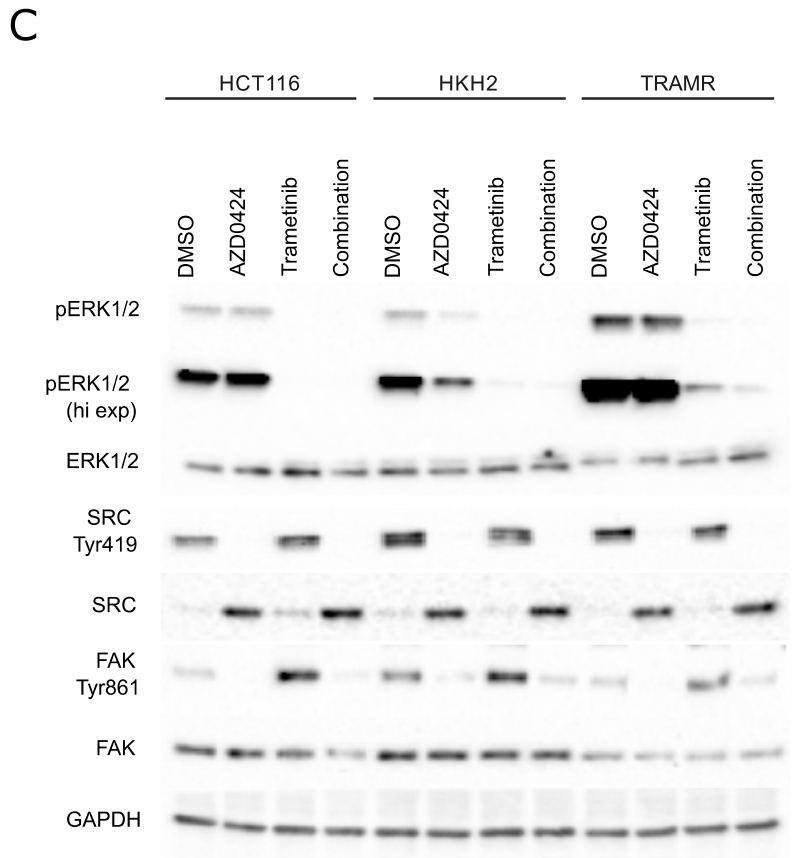 C
HCT116 HKH2 TRAMR
DMSO AZD0424 Trametinib Combination DMSO AZD0424 Trametinib Combination DMSO AZD0424 Trametinib Combination
pERK1/2
pERK1/2
(hi exp)
ERK1/2
SRC
Tyr419
SRC
FAK
Tyr861
FAK
GAPDH